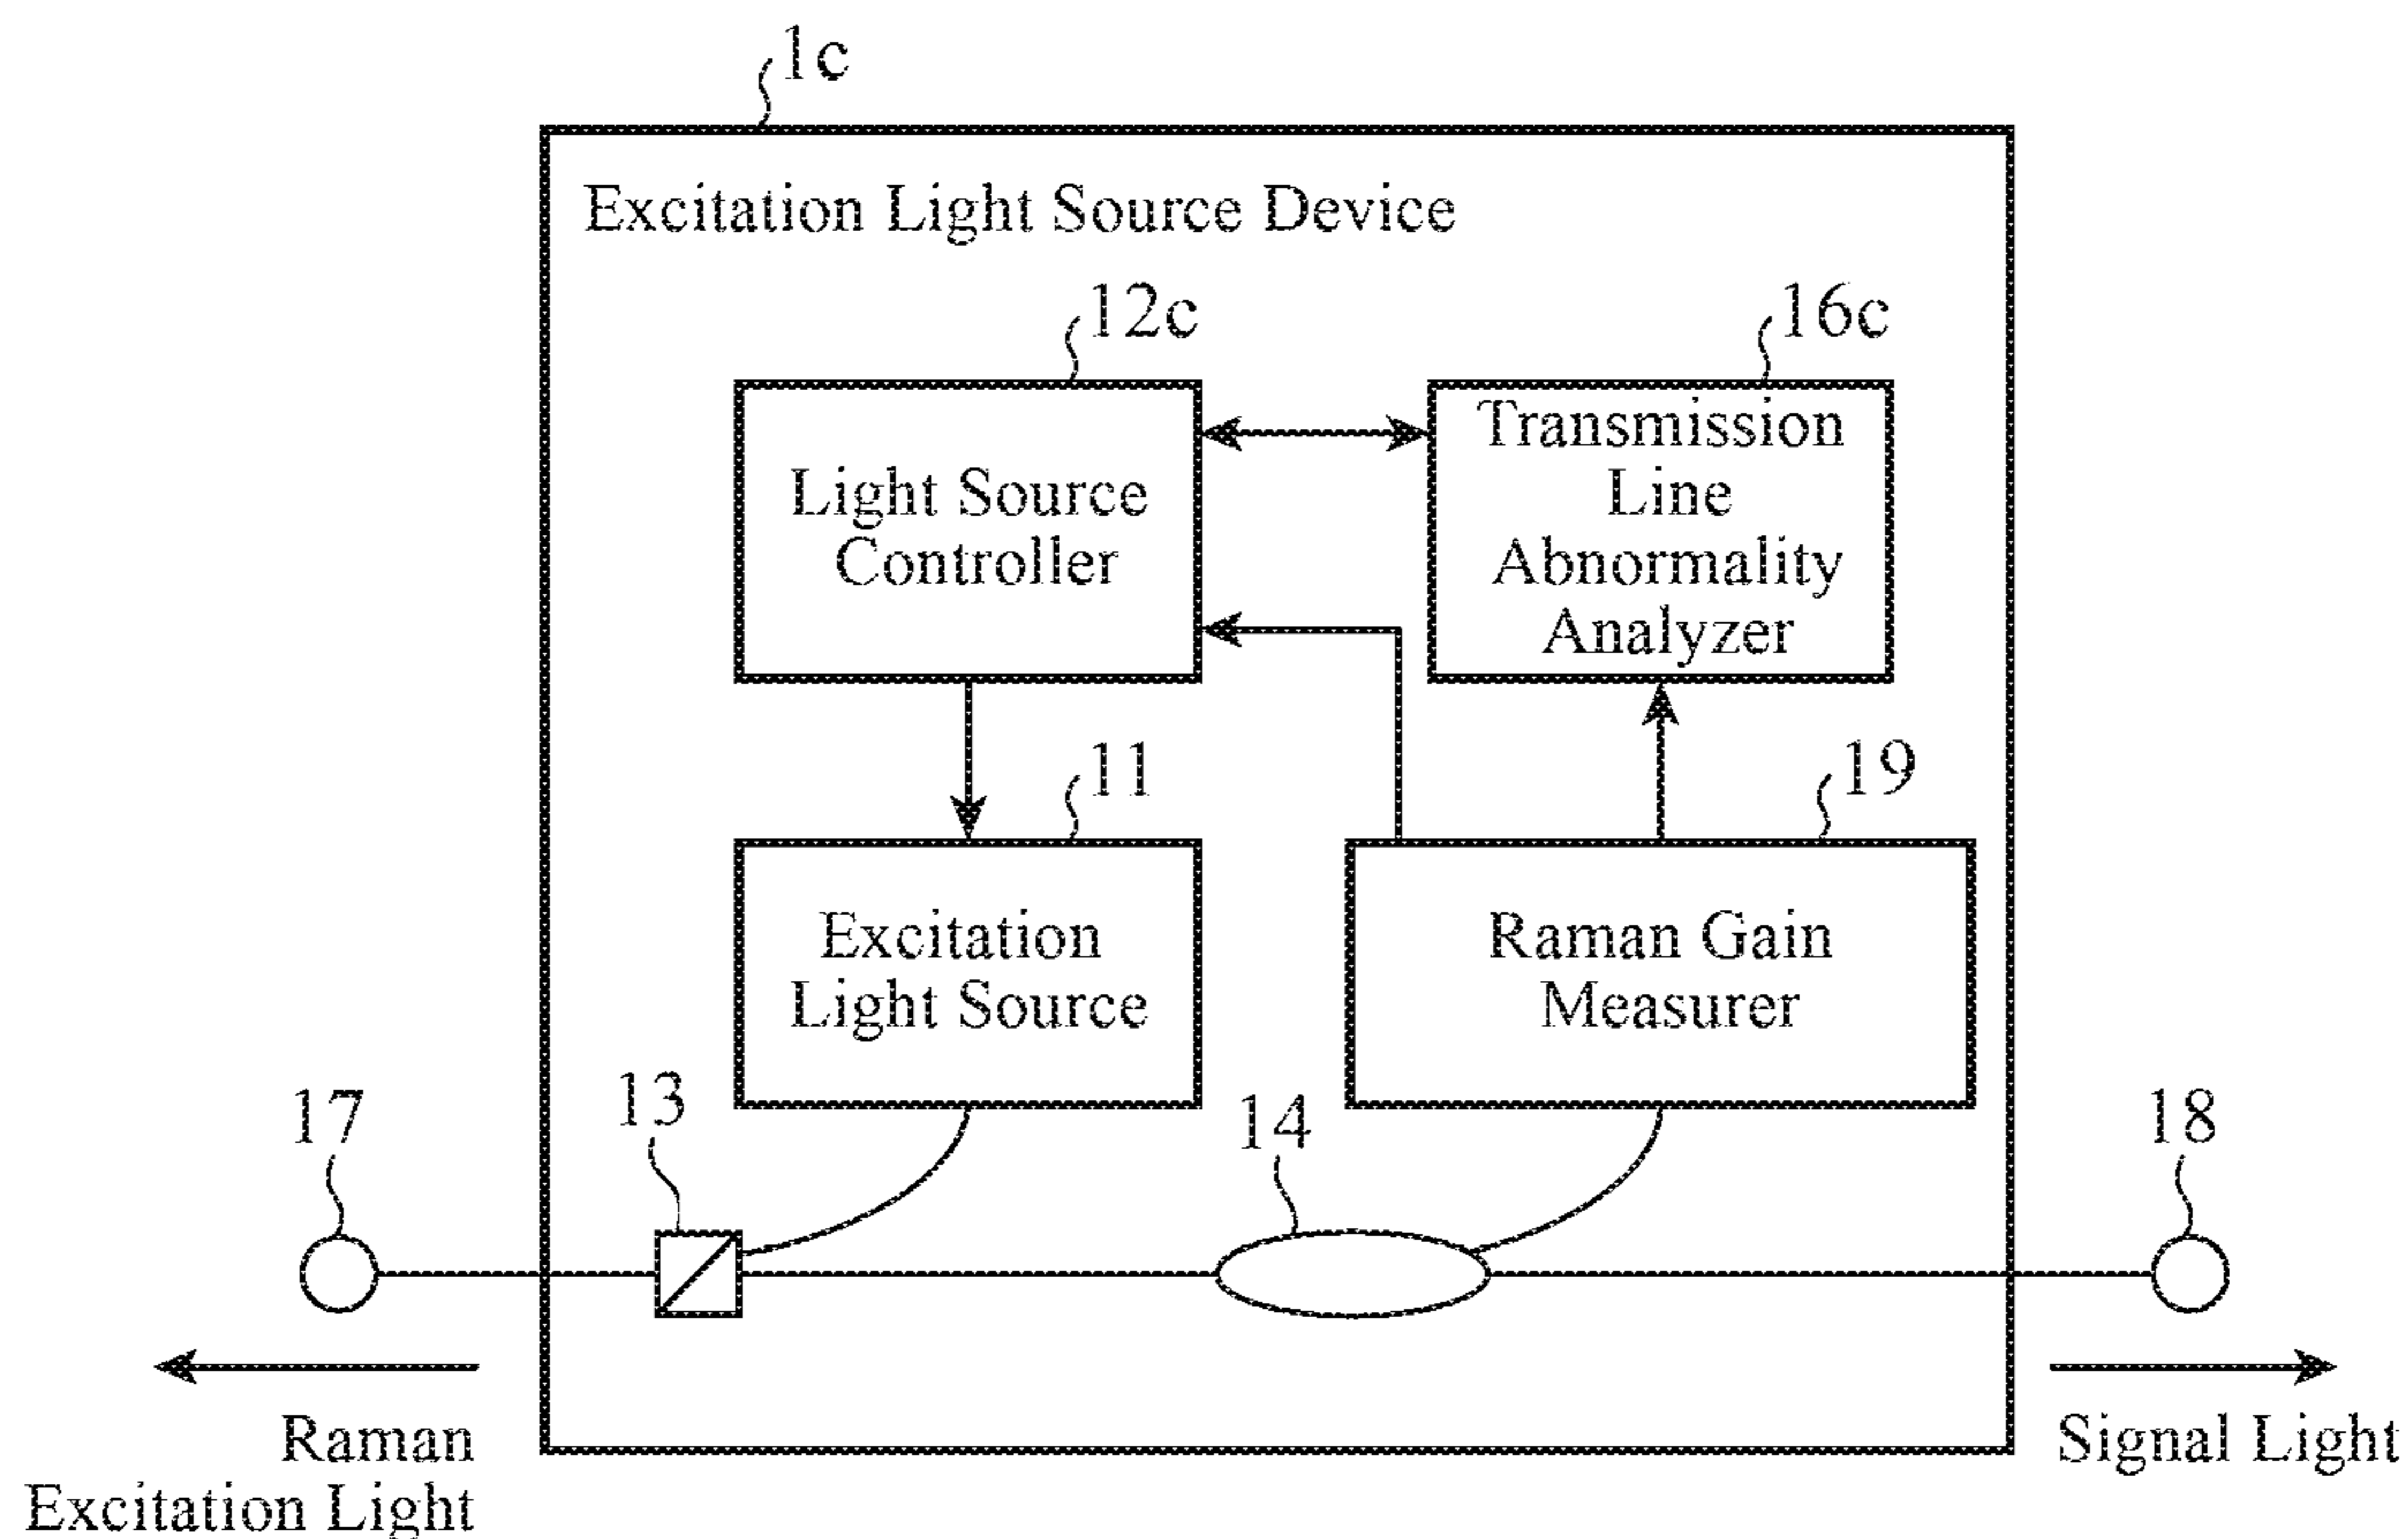 1c
Excitation Light Source Device
12c
16c
Light Source
Controller
Transmission
Line
Abnormality
Analyzer
11
19
Excitation
Light Source
Raman Gain
Measurer
17
13
14
18
Raman
Excitation Light
Signal Light